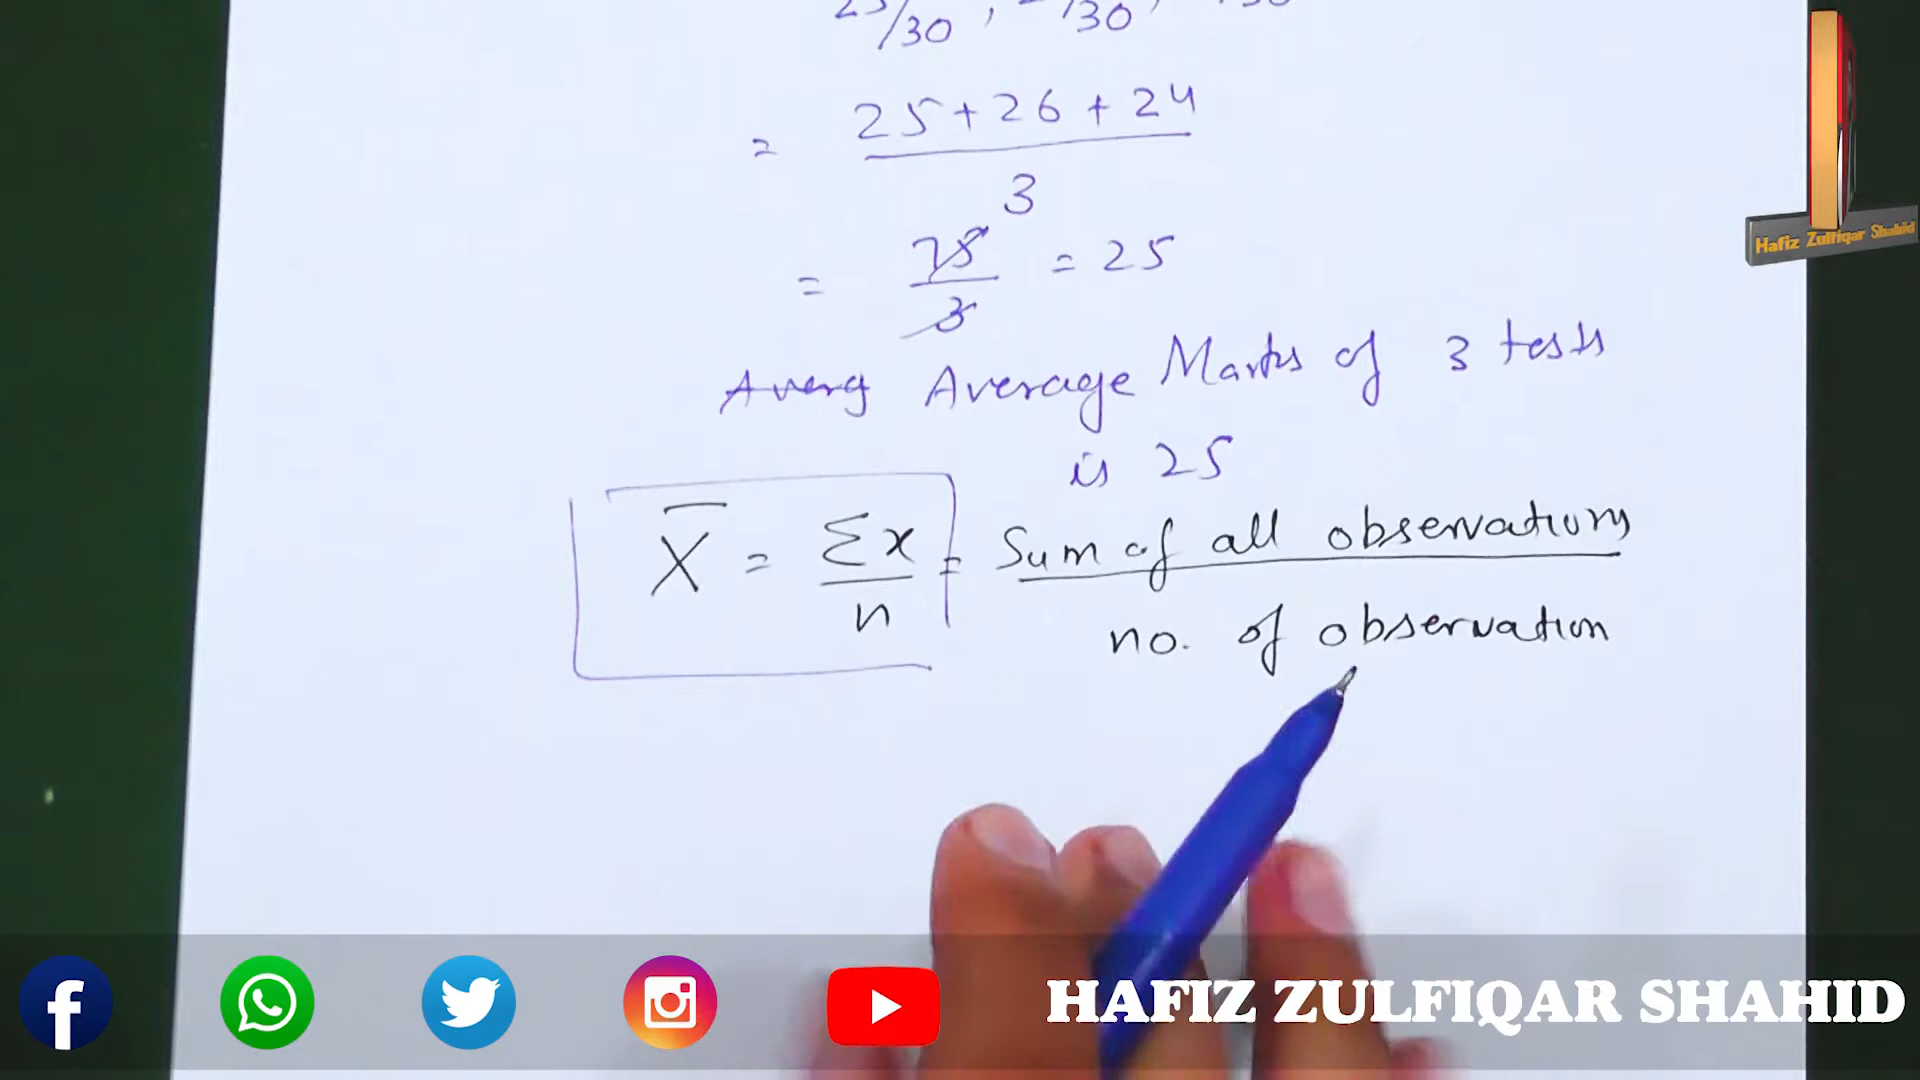 /30 , /30 ,
= 25 + 26 + 24
3
= 75 = 25
3
Averg Average Marks of 3 tests
is 25
X̄ = Σx = Sum of all observations
n no. of observation
Hafiz Zulfiqar Shahid
HAFIZ ZULFIQAR SHAHID